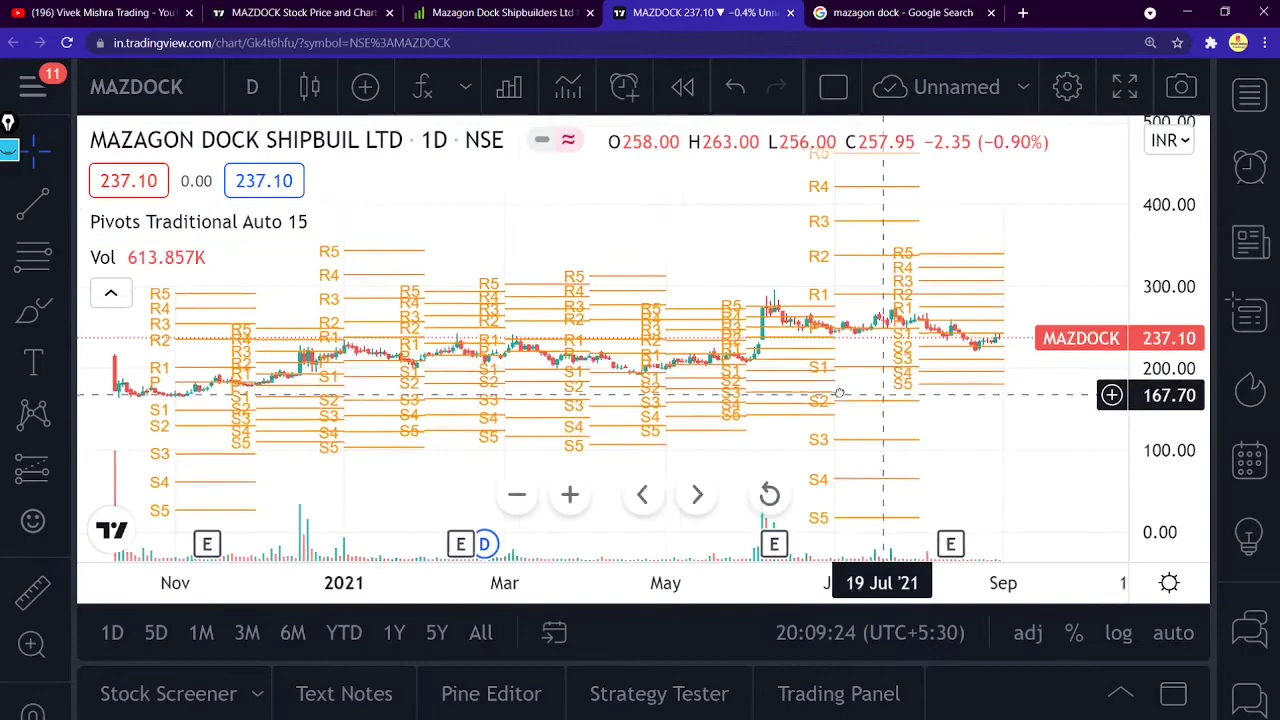 (196) Vivek Mishra Trading - You
MAZDOCK Stock Price and Chart
Mazagon Dock Shipbuilders Ltd
MAZDOCK 237.10 ▼ −0.4% Unn
mazagon dock - Google Search
in.tradingview.com/chart/Gk4t6hfu/?symbol=NSE%3AMAZDOCK
11
MAZDOCK
D
Unnamed
MAZAGON DOCK SHIPBUIL LTD · 1D · NSE
O258.00 H263.00 L256.00 C257.95 −2.35 (−0.90%)
500.00
INR
237.10 0.00 237.10
Pivots Traditional Auto 15
Vol 613.857K
R5
R4
R3
R2
R1
P
S1
S2
S3
S4
S5
400.00
300.00
MAZDOCK 237.10
200.00
167.70
100.00
0.00
E
E D
E
E
Nov 2021 Mar May 19 Jul '21 Sep 1
1D 5D 1M 3M 6M YTD 1Y 5Y All
20:09:24 (UTC+5:30) adj % log auto
Stock Screener Text Notes Pine Editor Strategy Tester Trading Panel